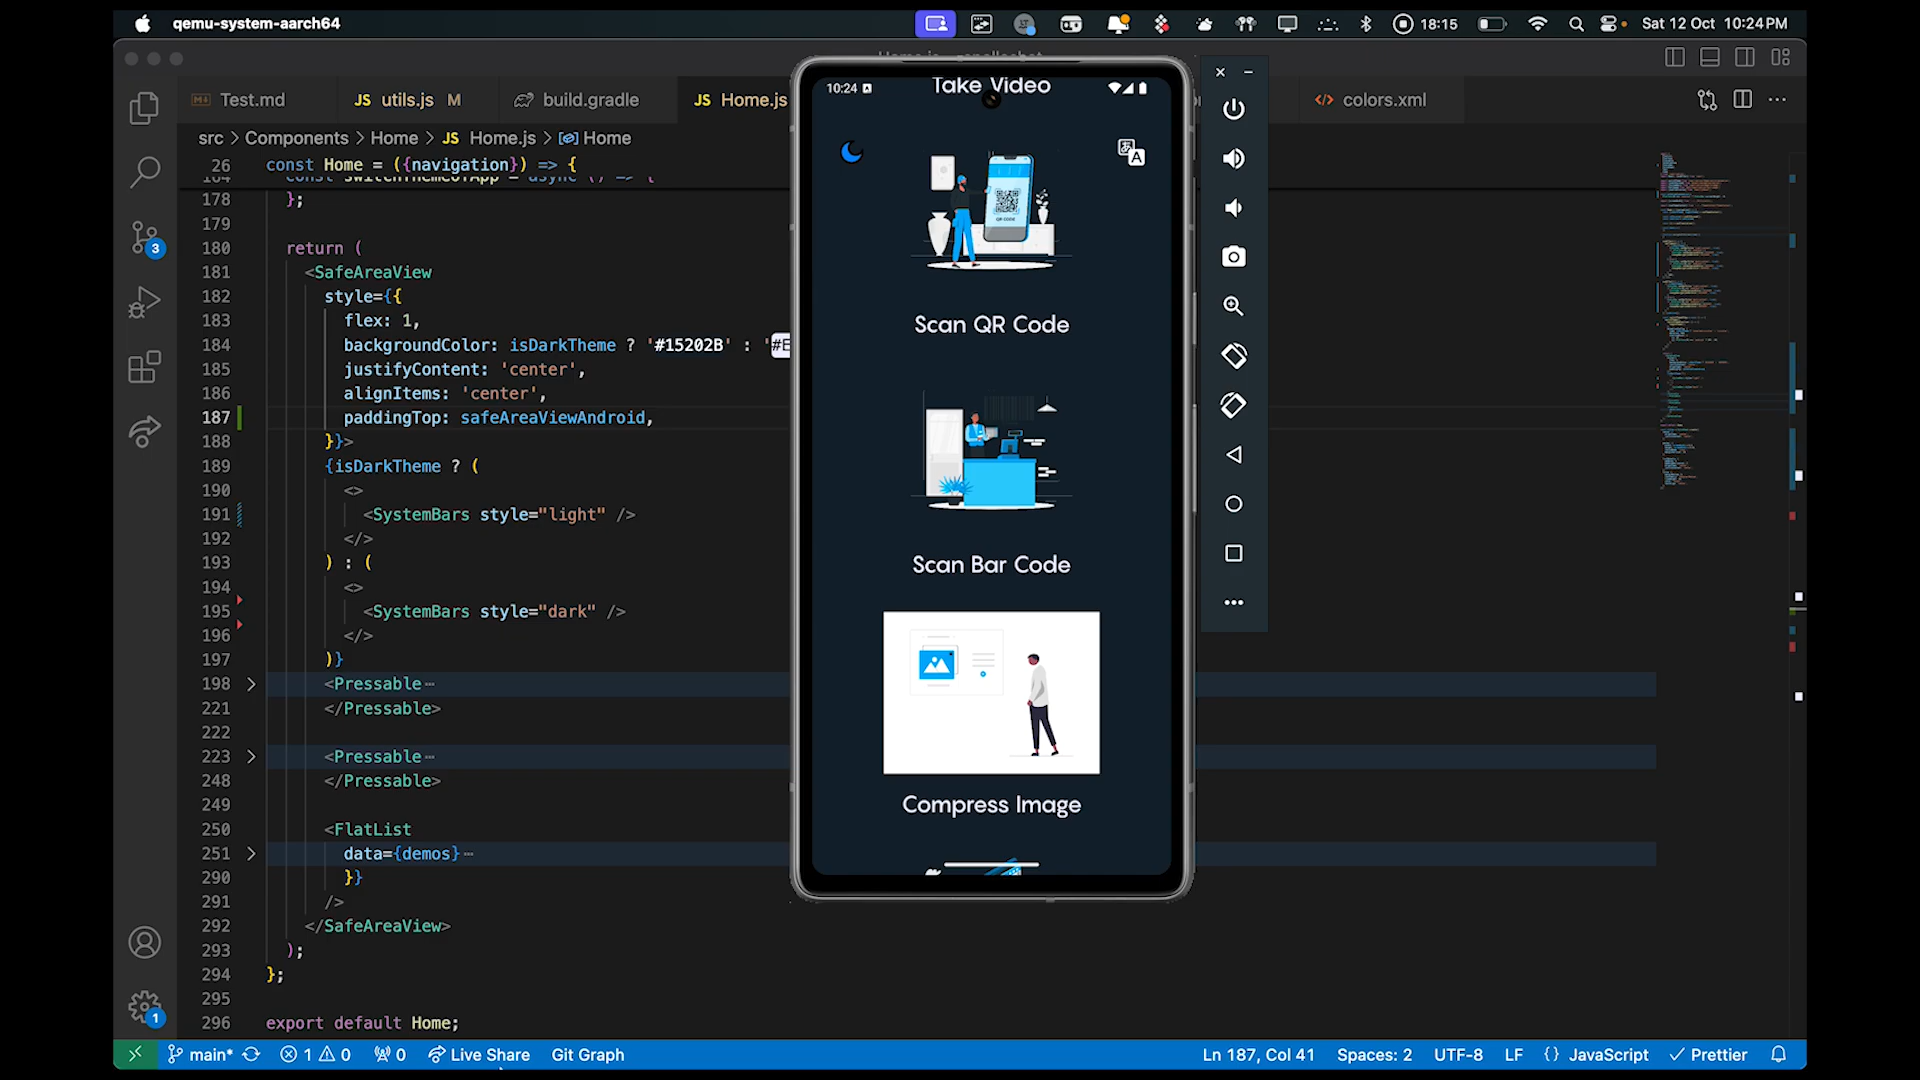 qemu-system-aarch64
18:15
Sat 12 Oct 10:24 PM
Test.md
JS utils.js M
build.gradle
JS Home.js
</> colors.xml
src > Components > Home > JS Home.js > Home
26 const Home = ({navigation}) => {
178 };
179
180 return (
181 <SafeAreaView
182 style={{
183 flex: 1,
184 backgroundColor: isDarkTheme ? '#15202B' : '#E
185 justifyContent: 'center',
186 alignItems: 'center',
187 paddingTop: safeAreaViewAndroid,
188 }}>
189 {isDarkTheme ? (
190 <>
191 <SystemBars style="light" />
192 </>
193 ) : (
194 <>
195 <SystemBars style="dark" />
196 </>
197 )}
198 <Pressable
221 </Pressable>
222
223 <Pressable
248 </Pressable>
249
250 <FlatList
251 data={demos}
290 }}
291 />
292 </SafeAreaView>
293 );
294 };
295
296 export default Home;
3
1
10:24
Take Video
QR CODE
Scan QR Code
Scan Bar Code
Compress Image
main* 1 0 0 Live Share Git Graph
Ln 187, Col 41 Spaces: 2 UTF-8 LF {} JavaScript Prettier